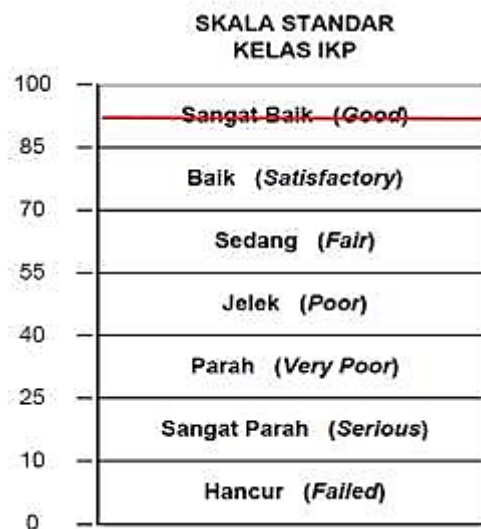 SKALA STANDAR
KELAS IKP
100
Sangat Baik (Good)
85
Baik (Satisfactory)
70
Sedang (Fair)
55
Jelek (Poor)
40
Parah (Very Poor)
25
Sangat Parah (Serious)
10
Hancur (Failed)
0